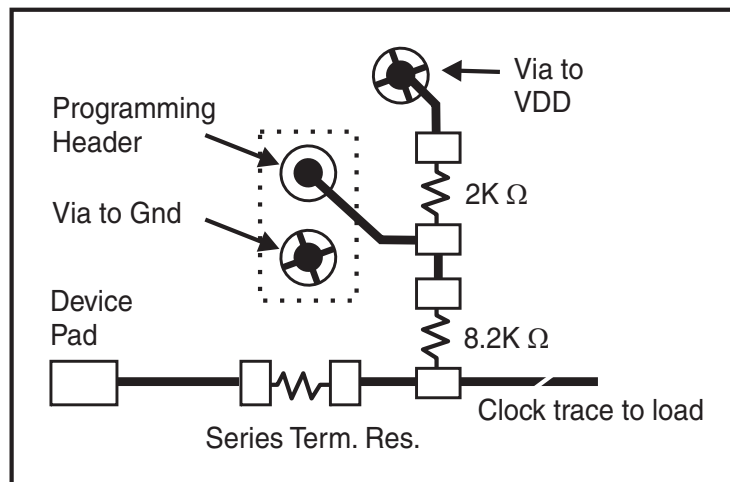 Via to
VDD
Programming
Header
2K Ω
Via to Gnd
Device
Pad
8.2K Ω
Clock trace to load
Series Term. Res.